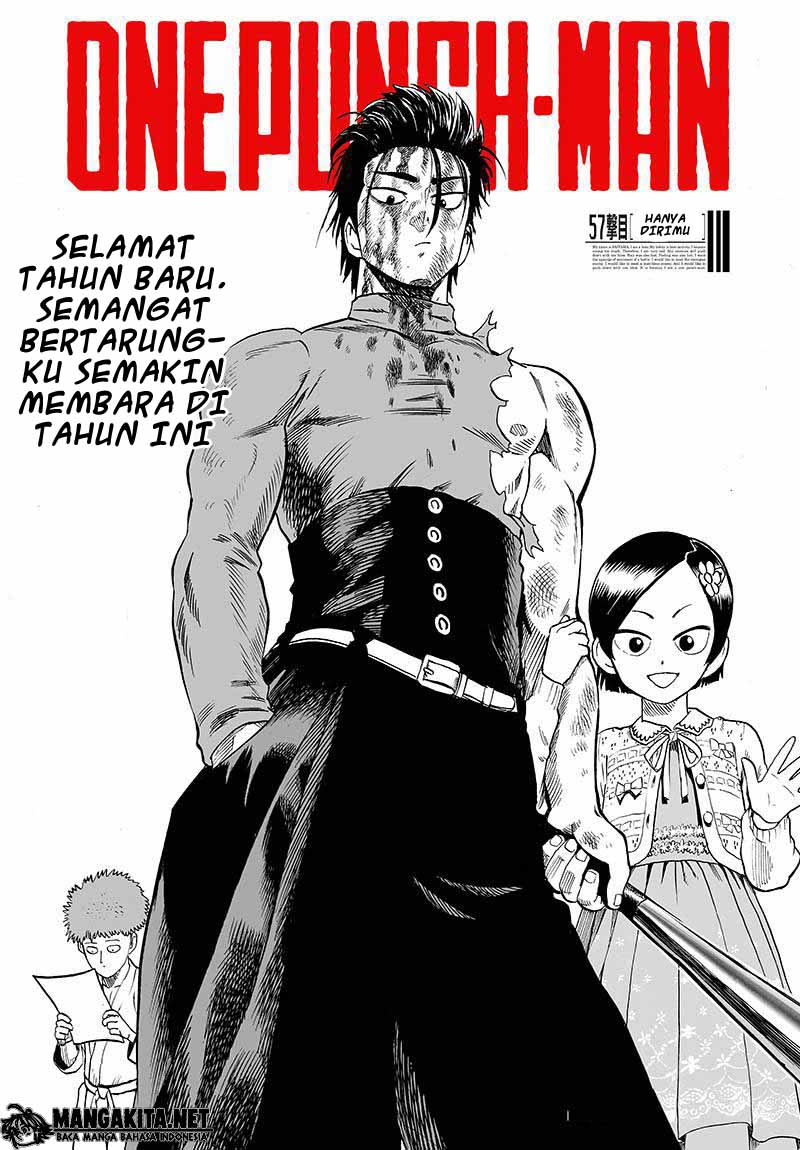 ONE PUNCH-MAN
57撃目 [ HANYA
DIRIMU ]
SELAMAT
TAHUN BARU.
SEMANGAT
BERTARUNG-
KU SEMAKIN
MEMBARA DI
TAHUN INI
MANGAKITA.NET
BACA MANGA BAHASA INDONESIA